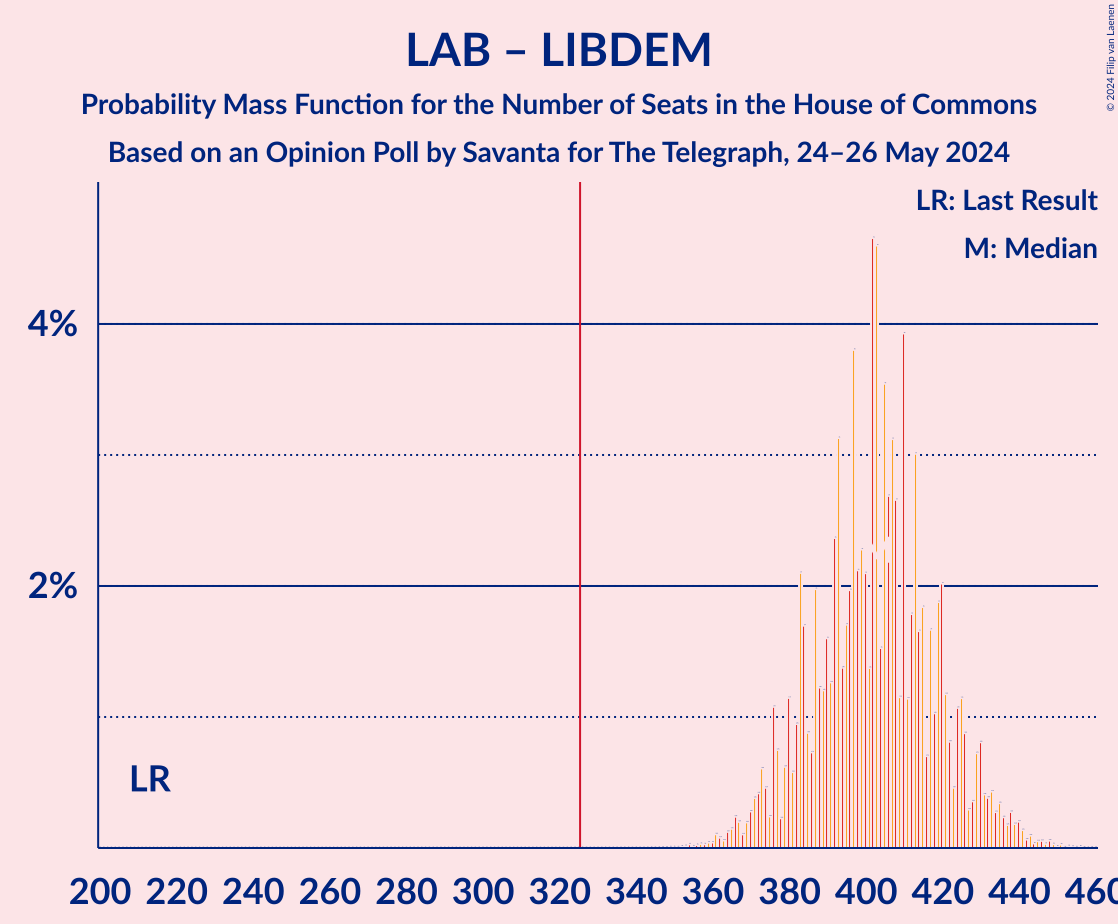 LAB – LIBDEM
Probability Mass Function for the Number of Seats in the House of Commons
Based on an Opinion Poll by Savanta for The Telegraph, 24–26 May 2024
© 2024 Filip van Laenen
LR: Last Result
M: Median
4%
2%
LR
200 220 240 260 280 300 320 340 360 380 400 420 440 460